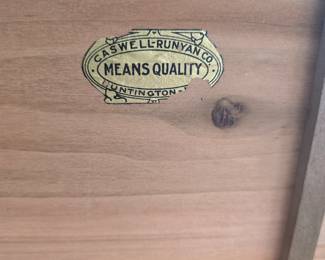 CASWELL-RUNYAN CO
MEANS QUALITY
HUNTINGTON-